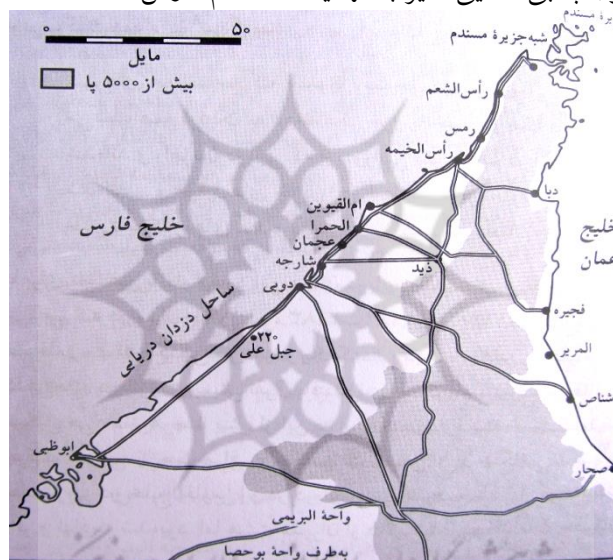 ۰
۵۰
مایل
بیش از ۵۰۰۰ پا
شبه جزیرهٔ مسندم
رأس الشعم
رمس
رأس الخیمه
دبا
ام القیوین
الحمرا
عجمان
شارجه
ذید
دوبی
خلیج فارس
خلیج
عمان
ساحل دزدان دریایی
۲۲۰
جبل علی
فجیره
المریر
شناص
صحار
ابوظبی
واحهٔ البریمی
به‌طرف واحهٔ بوحصا